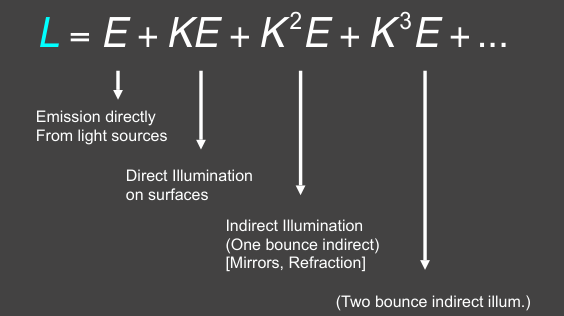 L = E + KE + K²E + K³E + ...
Emission directly
From light sources
Direct Illumination
on surfaces
Indirect Illumination
(One bounce indirect)
[Mirrors, Refraction]
(Two bounce indirect illum.)